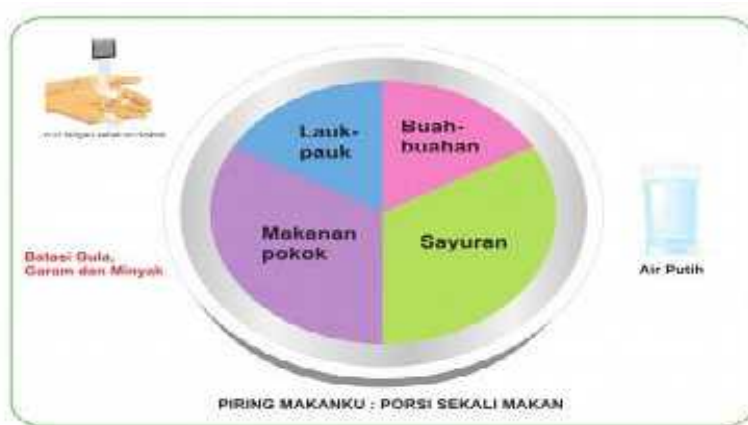 Lauk-
pauk
Buah-
buahan
Makanan
pokok
Sayuran
Batasi Gula,
Garam dan Minyak
Air Putih
PIRING MAKANKU : PORSI SEKALI MAKAN